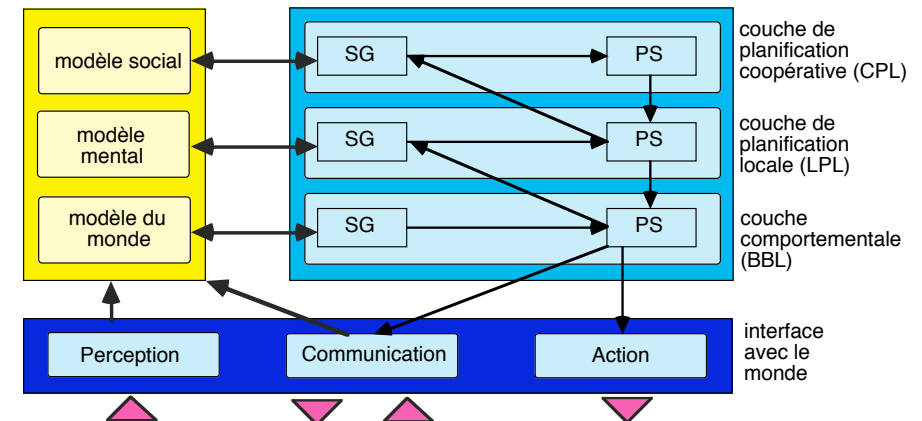 modèle social
SG
PS
couche de
planification
coopérative (CPL)
modèle
mental
SG
PS
couche de
planification
locale (LPL)
modèle du
monde
SG
PS
couche
comportementale
(BBL)
Perception
Communication
Action
interface
avec le
monde